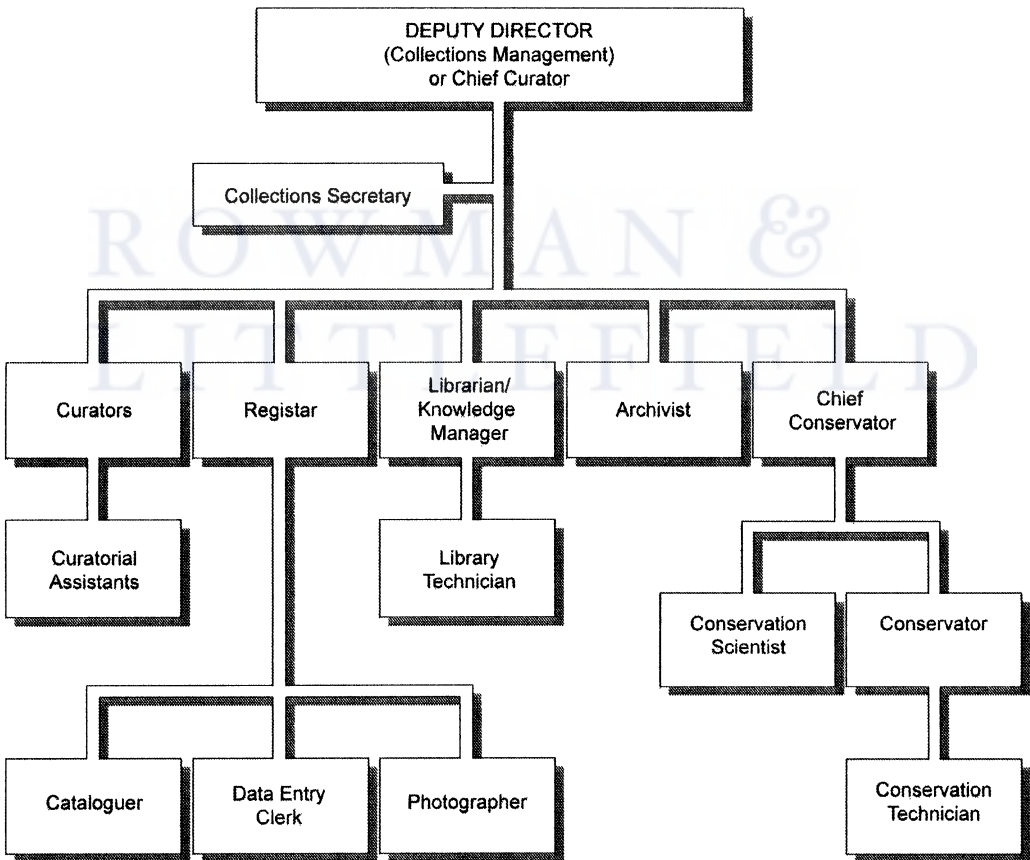 DEPUTY DIRECTOR
(Collections Management)
or Chief Curator
Collections Secretary
ROWMAN &
LITTLEFIELD
Curators
Registar
Librarian/
Knowledge
Manager
Archivist
Chief
Conservator
Curatorial
Assistants
Library
Technician
Conservation
Scientist
Conservator
Cataloguer
Data Entry
Clerk
Photographer
Conservation
Technician